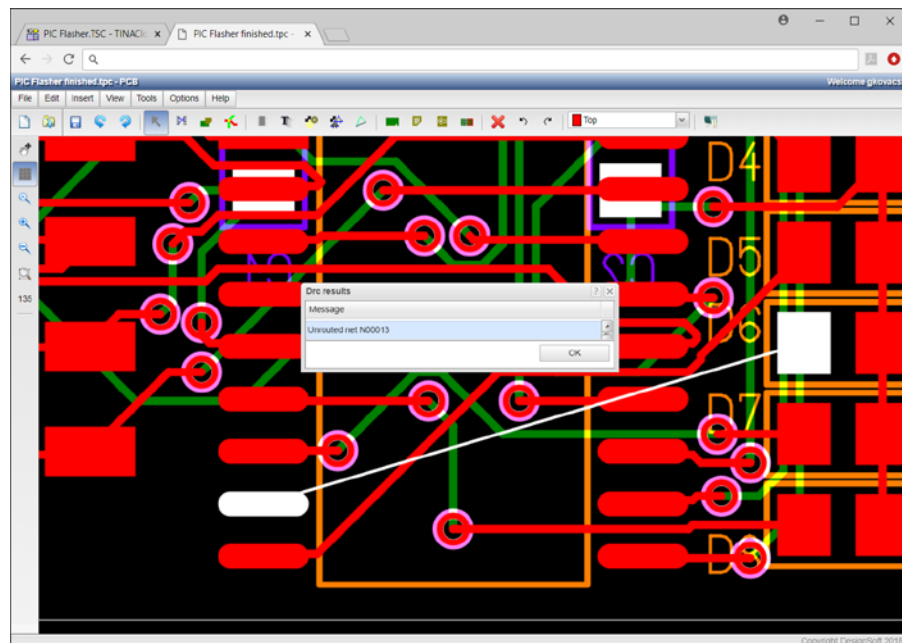 PIC Flasher.TSC - TINACl
PIC Flasher finished.tpc -
PIC Flasher finished.tpc - PCB
Welcome gkovacs
File Edit Insert View Tools Options Help
Top
135
D4
D5
D6
D7
Drc results
Message
Unrouted net N00013
OK
Copyright DesignSoft 2016